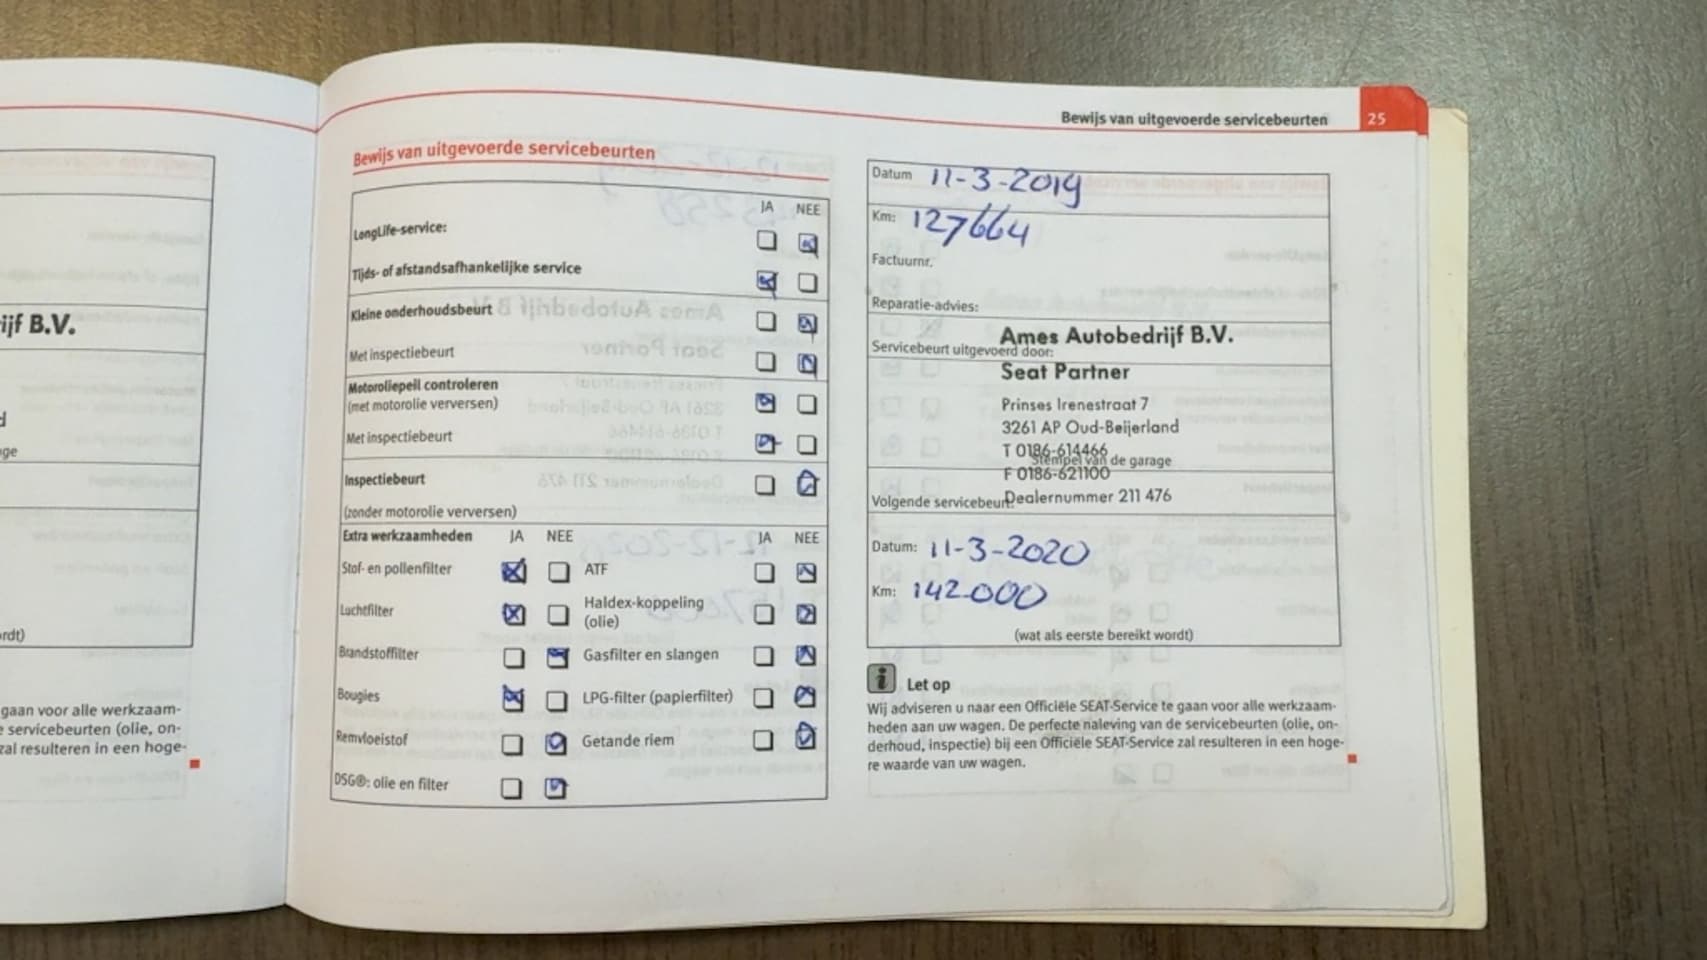 ijf B.V.
d
ge
ordt)
gaan voor alle werkzaam-
e servicebeurten (olie, on-
zal resulteren in een hoge-
Bewijs van uitgevoerde servicebeurten 25
Bewijs van uitgevoerde servicebeurten
JA NEE
LongLife-service:
Tijds- of afstandsafhankelijke service
Kleine onderhoudsbeurt
Met inspectiebeurt
Motoroliepeil controleren
(met motorolie verversen)
Met inspectiebeurt
Inspectiebeurt
(zonder motorolie verversen)
Extra werkzaamheden JA NEE JA NEE
Stof- en pollenfilter ATF
Luchtfilter Haldex-koppeling
(olie)
Brandstoffilter Gasfilter en slangen
Bougies LPG-filter (papierfilter)
Remvloeistof Getande riem
DSG®: olie en filter
Datum 11-3-2019
Km: 127664
Factuurnr.
Reparatie-advies:
Ames Autobedrijf B.V.
Servicebeurt uitgevoerd door:
Seat Partner
Prinses Irenestraat 7
3261 AP Oud-Beijerland
T 0186-614466
Stempel van de garage
F 0186-621100
Dealernummer 211 476
Volgende servicebeurt:
Datum: 11-3-2020
Km: 142.000
(wat als eerste bereikt wordt)
i Let op
Wij adviseren u naar een Officiële SEAT-Service te gaan voor alle werkzaam-
heden aan uw wagen. De perfecte naleving van de servicebeurten (olie, on-
derhoud, inspectie) bij een Officiële SEAT-Service zal resulteren in een hoge-
re waarde van uw wagen.